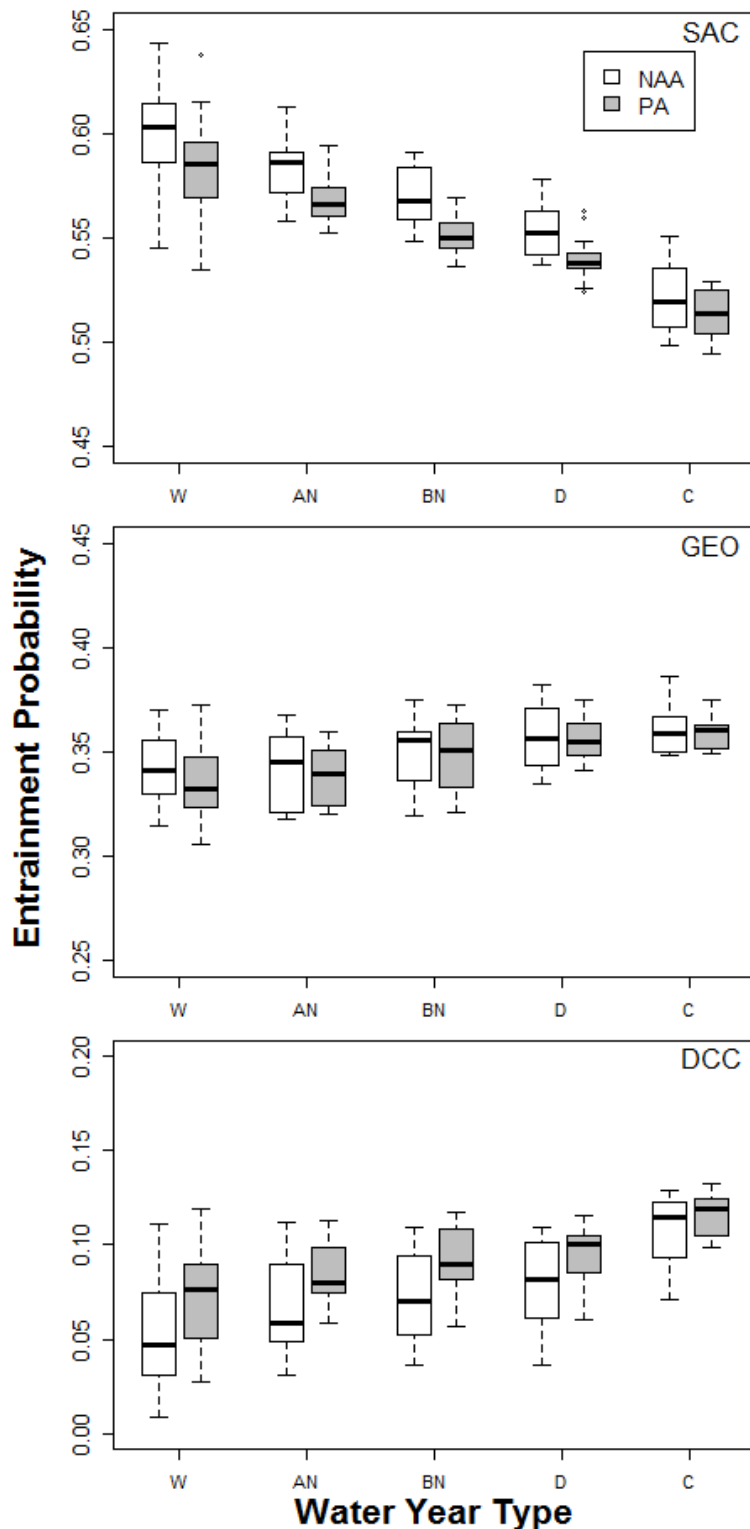 SAC
NAA
PA
0.65
0.60
0.55
0.50
0.45
W AN BN D C
GEO
0.45
0.40
0.35
0.30
0.25
W AN BN D C
DCC
0.20
0.15
0.10
0.05
0.00
W AN BN D C
Entrainment Probability
Water Year Type